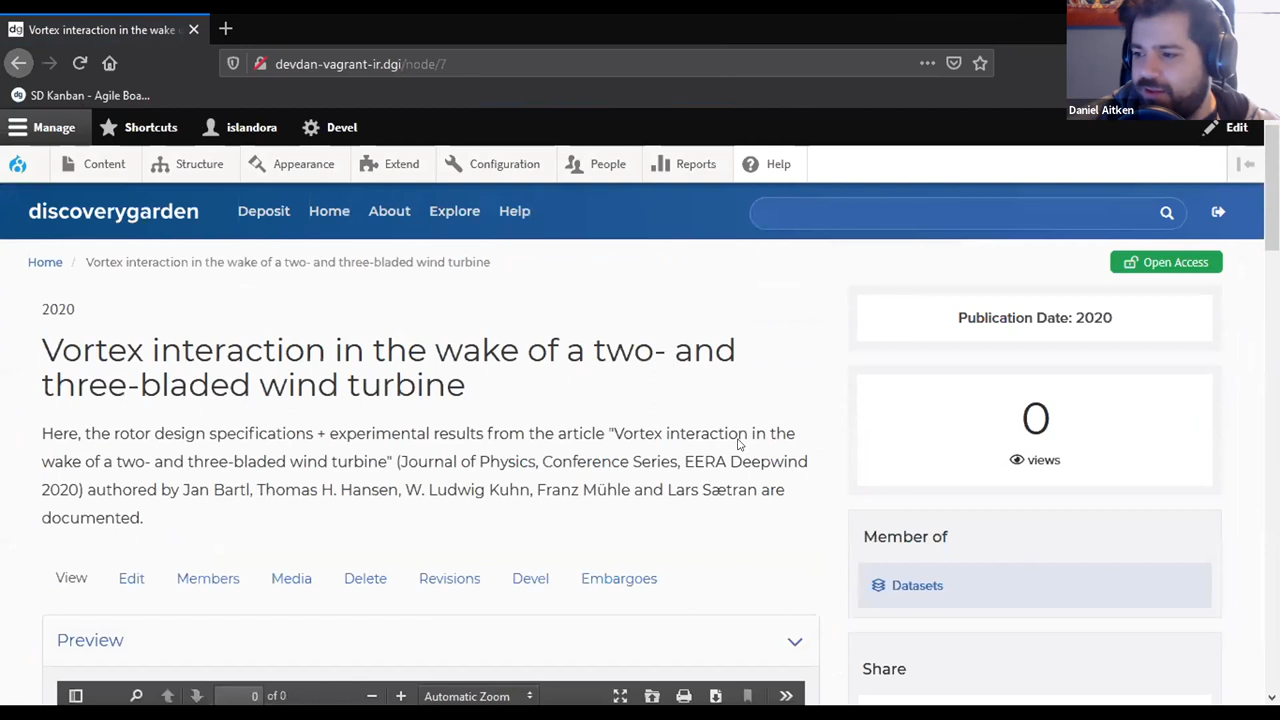 dg Vortex interaction in the wake
devdan-vagrant-ir.dgi/node/7
dg SD Kanban - Agile Boa...
Daniel Aitken
Manage Shortcuts islandora Devel Edit
Content Structure Appearance Extend Configuration People Reports Help
discoverygarden Deposit Home About Explore Help
Home / Vortex interaction in the wake of a two- and three-bladed wind turbine
Open Access
2020
Vortex interaction in the wake of a two- and
three-bladed wind turbine
Here, the rotor design specifications + experimental results from the article "Vortex interaction in the
wake of a two- and three-bladed wind turbine" (Journal of Physics, Conference Series, EERA Deepwind
2020) authored by Jan Bartl, Thomas H. Hansen, W. Ludwig Kuhn, Franz Mühle and Lars Sætran are
documented.
View Edit Members Media Delete Revisions Devel Embargoes
Preview
0 of 0 Automatic Zoom
Publication Date: 2020
0
views
Member of
Datasets
Share